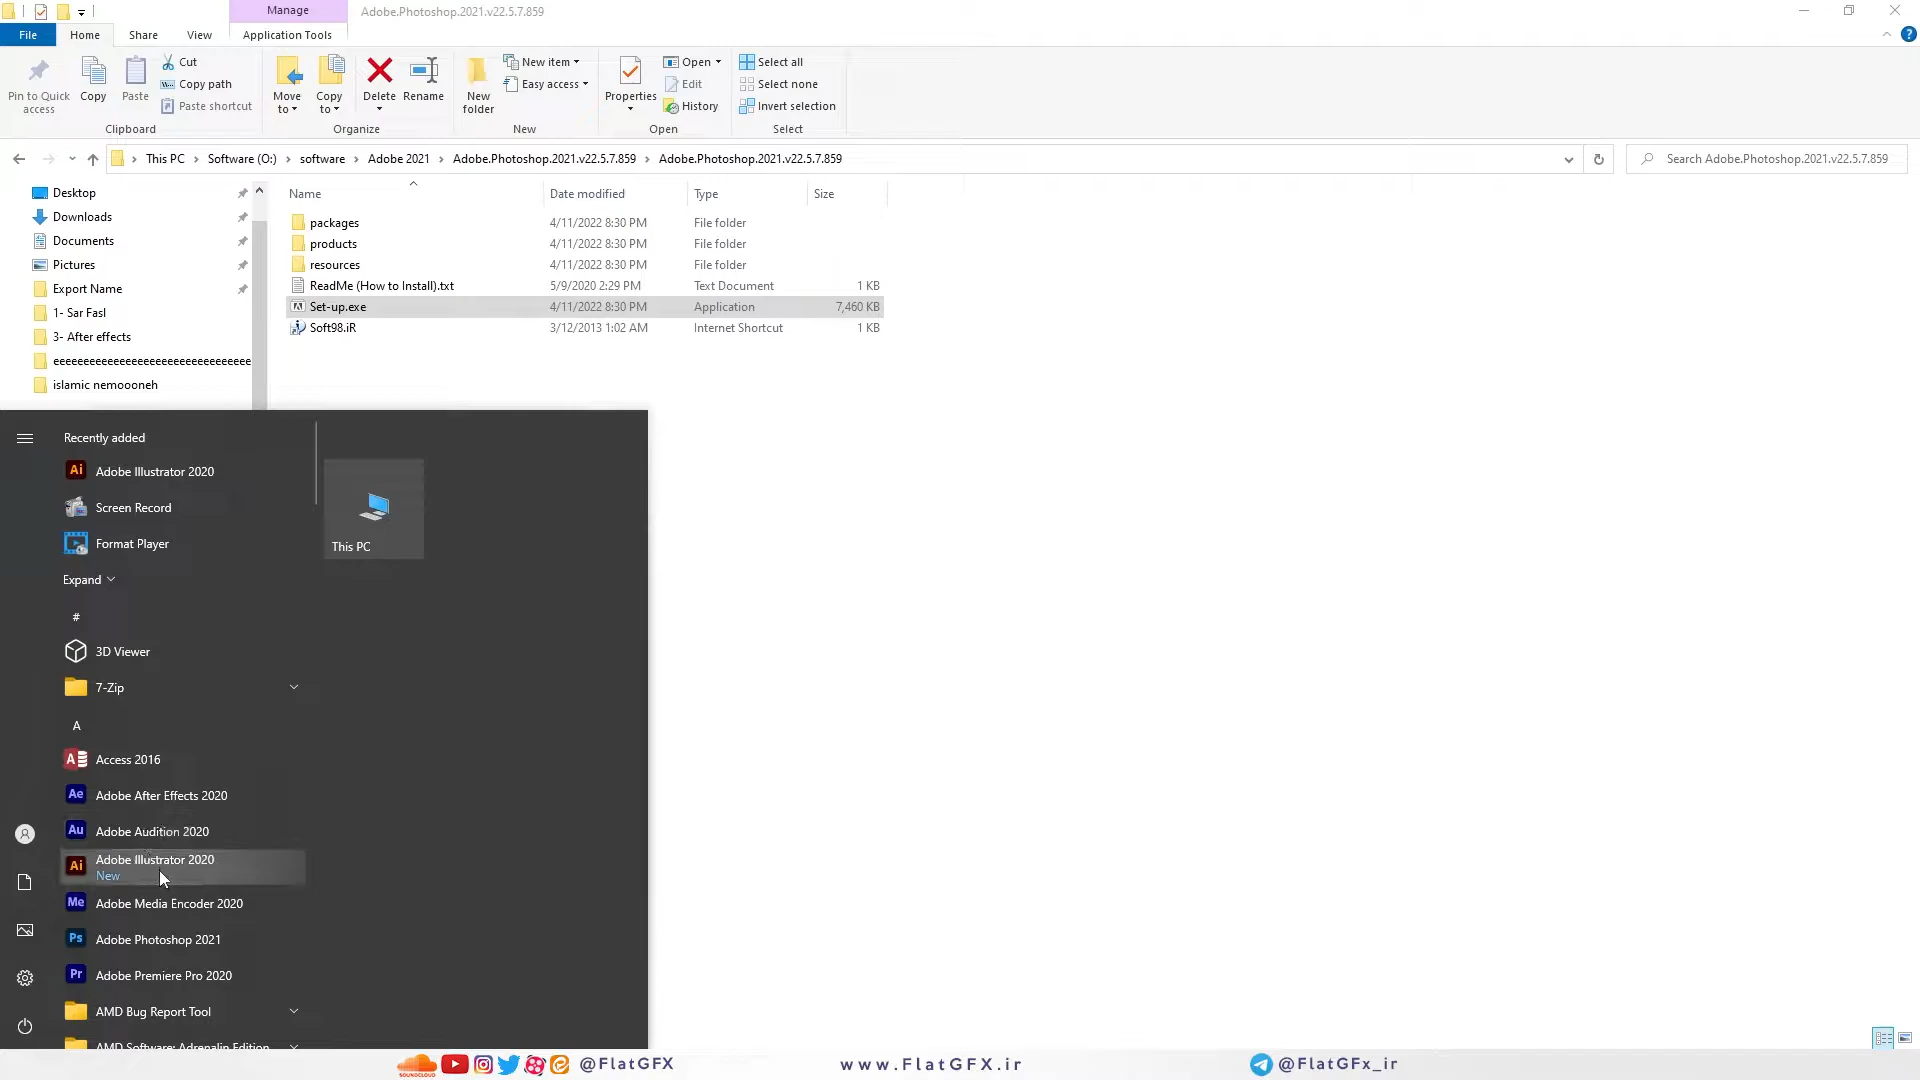 Manage
Adobe.Photoshop.2021.v22.5.7.859
File
Home
Share
View
Application Tools
Pin to Quick access
Copy
Paste
Cut
Copy path
Paste shortcut
Clipboard
Move to
Copy to
Delete
Rename
Organize
New folder
New item
Easy access
New
Properties
Open
Edit
History
Open
Select all
Select none
Invert selection
Select
This PC
Software (O:)
software
Adobe 2021
Adobe.Photoshop.2021.v22.5.7.859
Adobe.Photoshop.2021.v22.5.7.859
Search Adobe.Photoshop.2021.v22.5.7.859
Desktop
Downloads
Documents
Pictures
Export Name
1- Sar Fasl
3- After effects
eeeeeeeeeeeeeeeeeeeeeeeeeeeeeeeee
islamic nemoooneh
Name Date modified Type Size
packages 4/11/2022 8:30 PM File folder
products 4/11/2022 8:30 PM File folder
resources 4/11/2022 8:30 PM File folder
ReadMe (How to Install).txt 5/9/2020 2:29 PM Text Document 1 KB
Set-up.exe 4/11/2022 8:30 PM Application 7,460 KB
Soft98.iR 3/12/2013 1:02 AM Internet Shortcut 1 KB
Recently added
Adobe Illustrator 2020
Screen Record
Format Player
Expand
#
3D Viewer
7-Zip
A
Access 2016
Adobe After Effects 2020
Adobe Audition 2020
Adobe Illustrator 2020
New
Adobe Media Encoder 2020
Adobe Photoshop 2021
Adobe Premiere Pro 2020
AMD Bug Report Tool
AMD Software: Adrenalin Edition
This PC
SOUNDCLOUD
@FlatGFX
www.FlatGFX.ir
@FlatGFx_ir